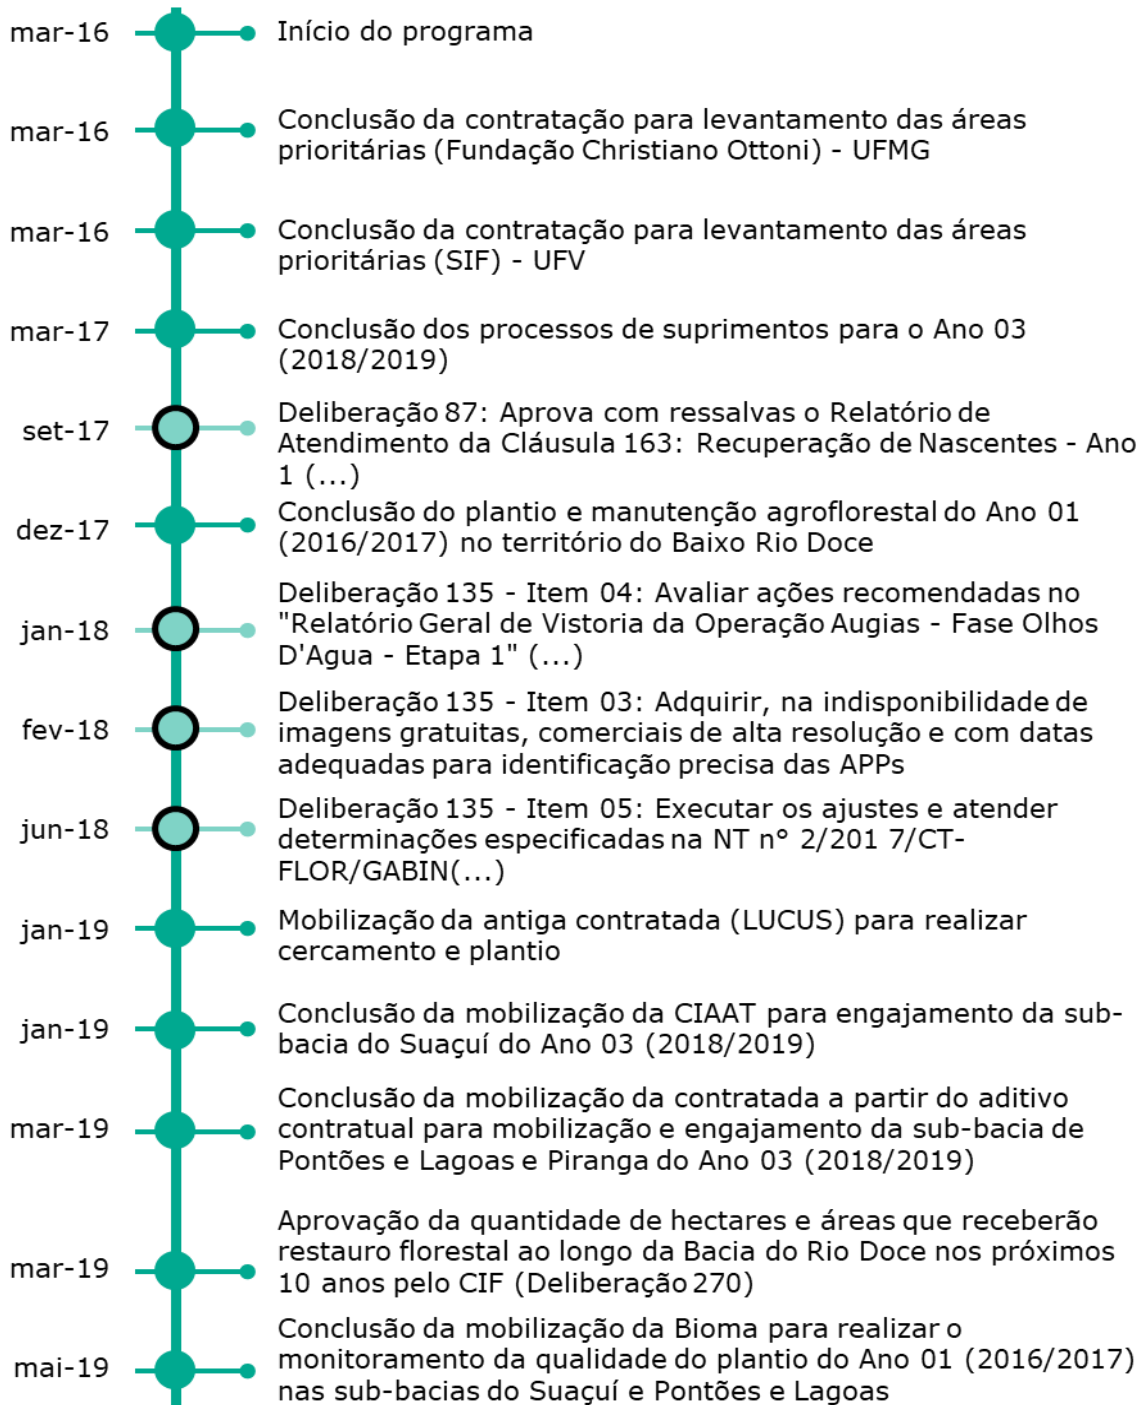 mar-16 Início do programa
mar-16 Conclusão da contratação para levantamento das áreas
prioritárias (Fundação Christiano Ottoni) - UFMG
mar-16 Conclusão da contratação para levantamento das áreas
prioritárias (SIF) - UFV
mar-17 Conclusão dos processos de suprimentos para o Ano 03
(2018/2019)
set-17 Deliberação 87: Aprova com ressalvas o Relatório de
Atendimento da Cláusula 163: Recuperação de Nascentes - Ano
1 (...)
dez-17 Conclusão do plantio e manutenção agroflorestal do Ano 01
(2016/2017) no território do Baixo Rio Doce
jan-18 Deliberação 135 - Item 04: Avaliar ações recomendadas no
"Relatório Geral de Vistoria da Operação Augias - Fase Olhos
D'Agua - Etapa 1" (...)
fev-18 Deliberação 135 - Item 03: Adquirir, na indisponibilidade de
imagens gratuitas, comerciais de alta resolução e com datas
adequadas para identificação precisa das APPs
jun-18 Deliberação 135 - Item 05: Executar os ajustes e atender
determinações especificadas na NT n° 2/201 7/CT-
FLOR/GABIN(...)
jan-19 Mobilização da antiga contratada (LUCUS) para realizar
cercamento e plantio
jan-19 Conclusão da mobilização da CIAAT para engajamento da sub-
bacia do Suaçuí do Ano 03 (2018/2019)
mar-19 Conclusão da mobilização da contratada a partir do aditivo
contratual para mobilização e engajamento da sub-bacia de
Pontões e Lagoas e Piranga do Ano 03 (2018/2019)
mar-19 Aprovação da quantidade de hectares e áreas que receberão
restauro florestal ao longo da Bacia do Rio Doce nos próximos
10 anos pelo CIF (Deliberação 270)
mai-19 Conclusão da mobilização da Bioma para realizar o
monitoramento da qualidade do plantio do Ano 01 (2016/2017)
nas sub-bacias do Suaçuí e Pontões e Lagoas